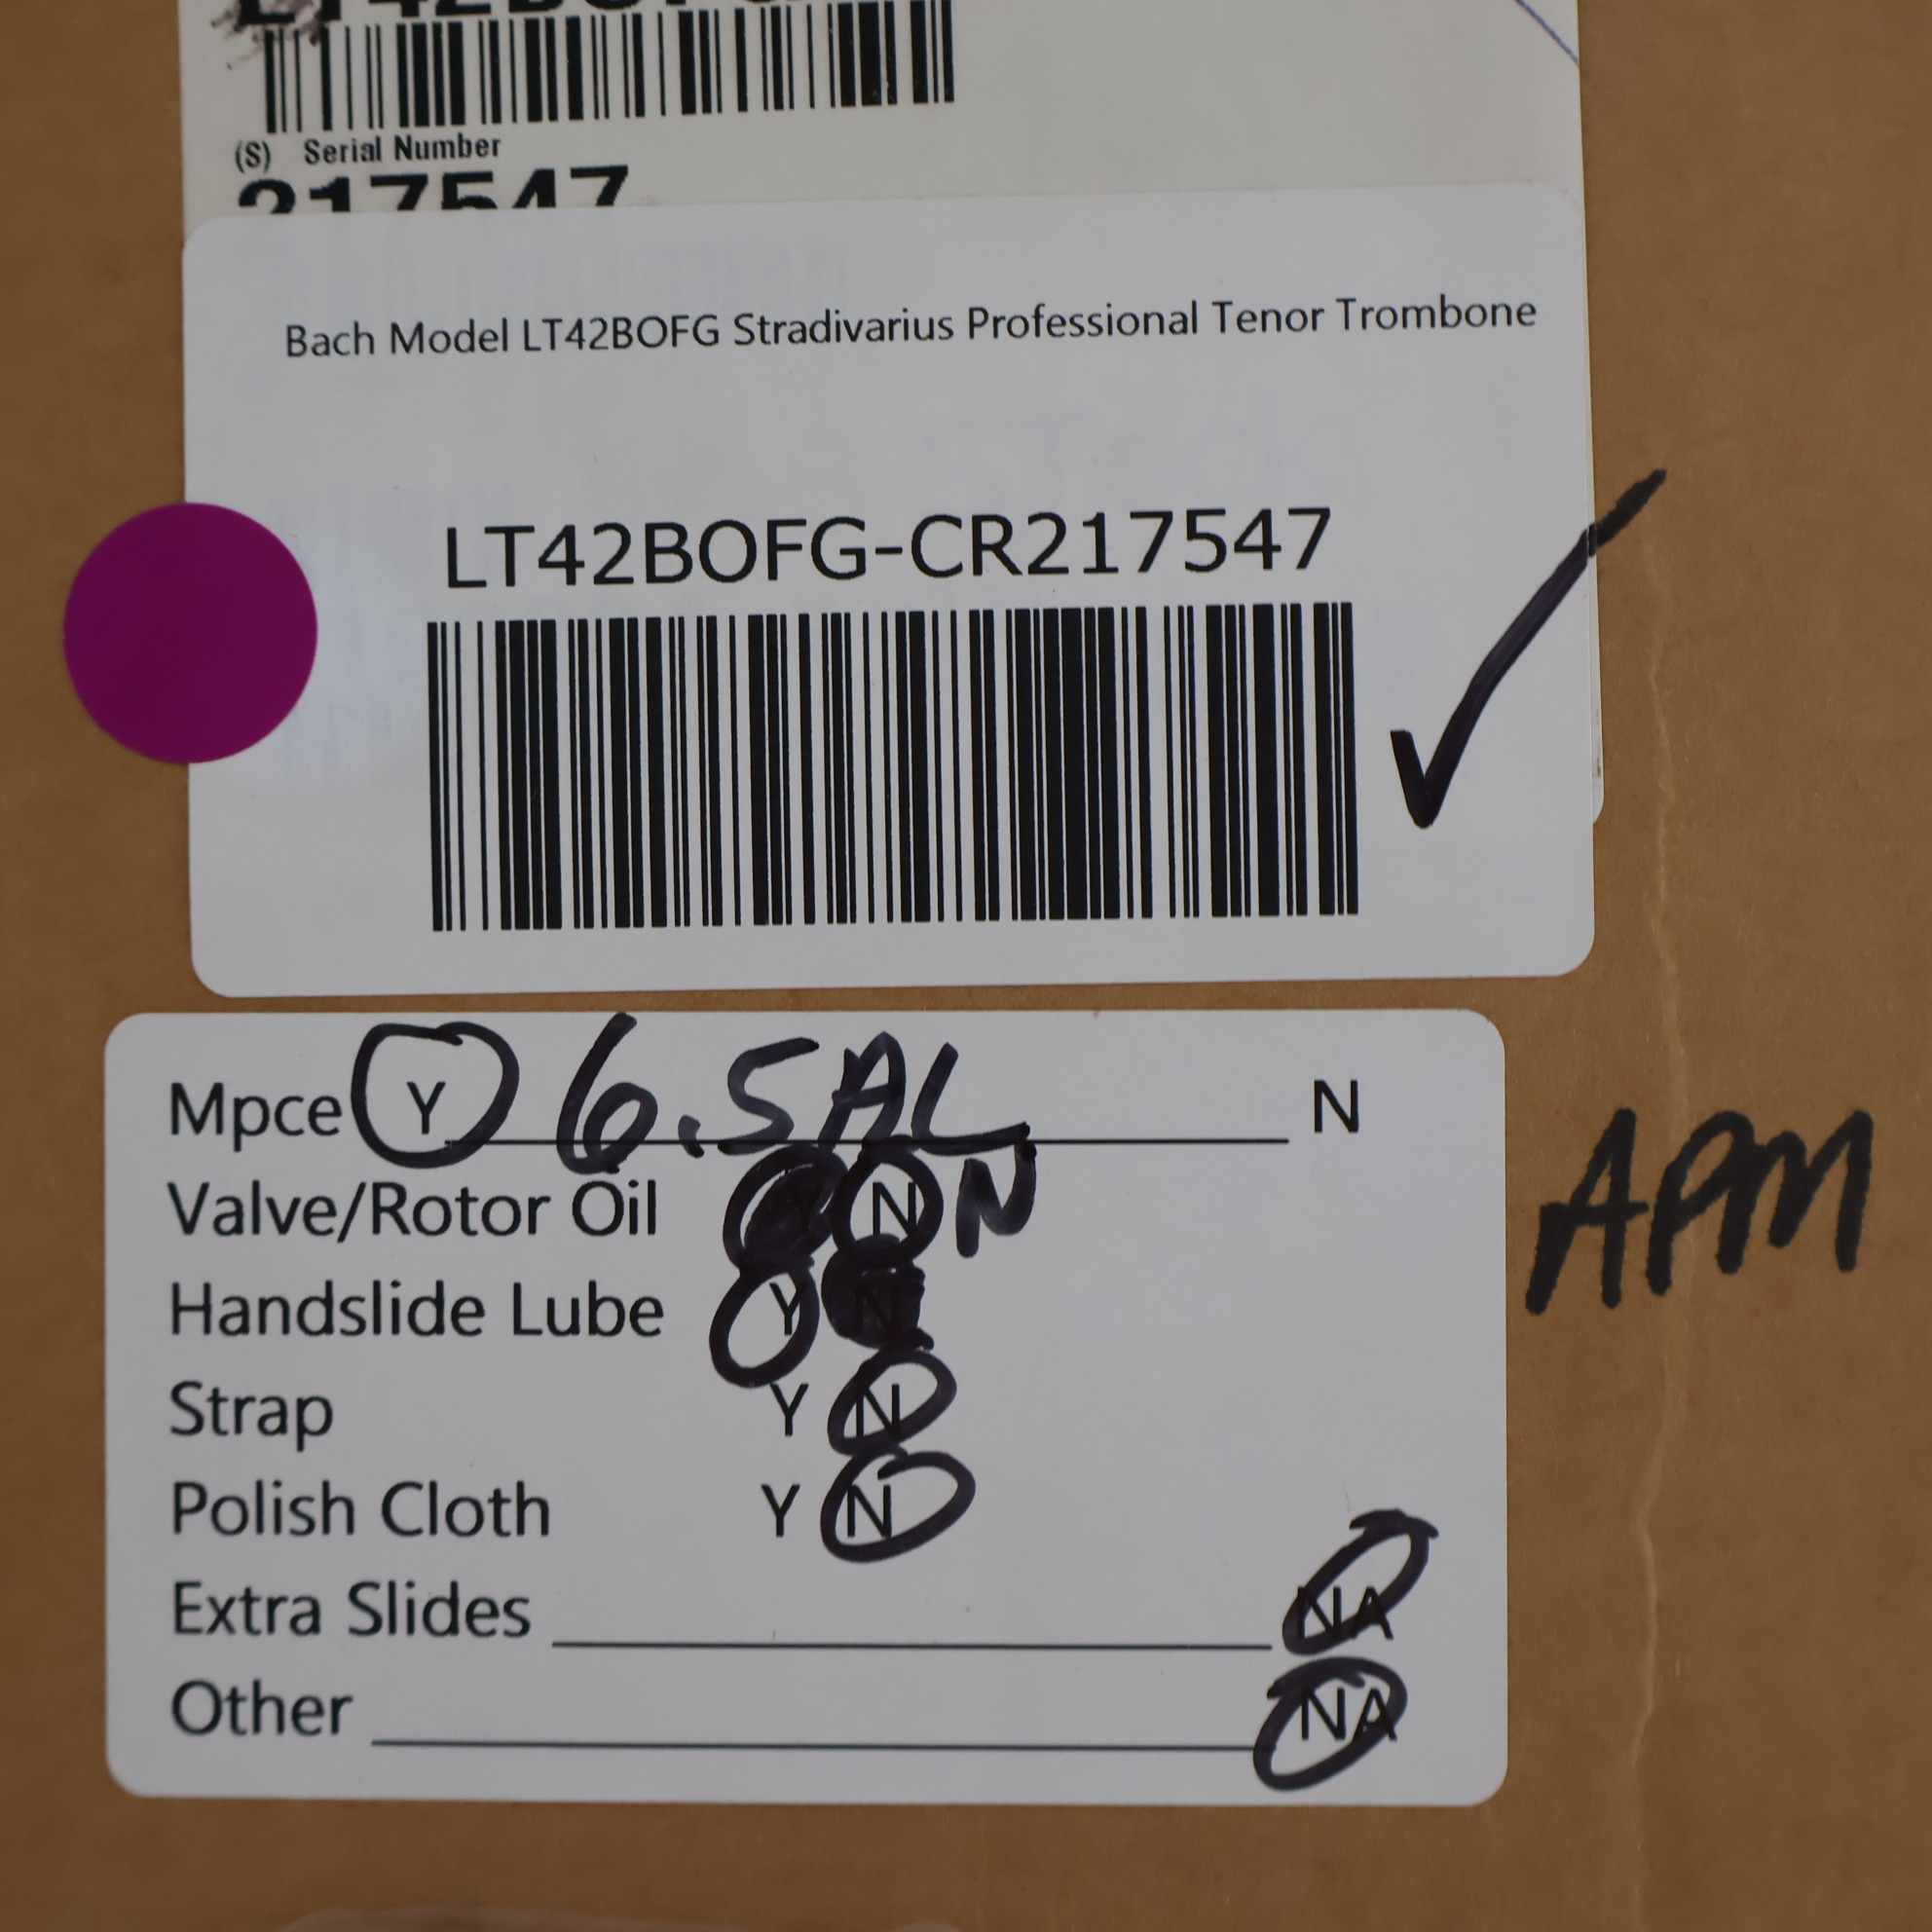 (S) Serial Number
217547
Bach Model LT42BOFG Stradivarius Professional Tenor Trombone
LT42BOFG-CR217547
Mpce Y 6.5AL N
Valve/Rotor Oil Y N N
Handslide Lube Y N
Strap Y N
Polish Cloth Y N
Extra Slides NA
Other NA
APM